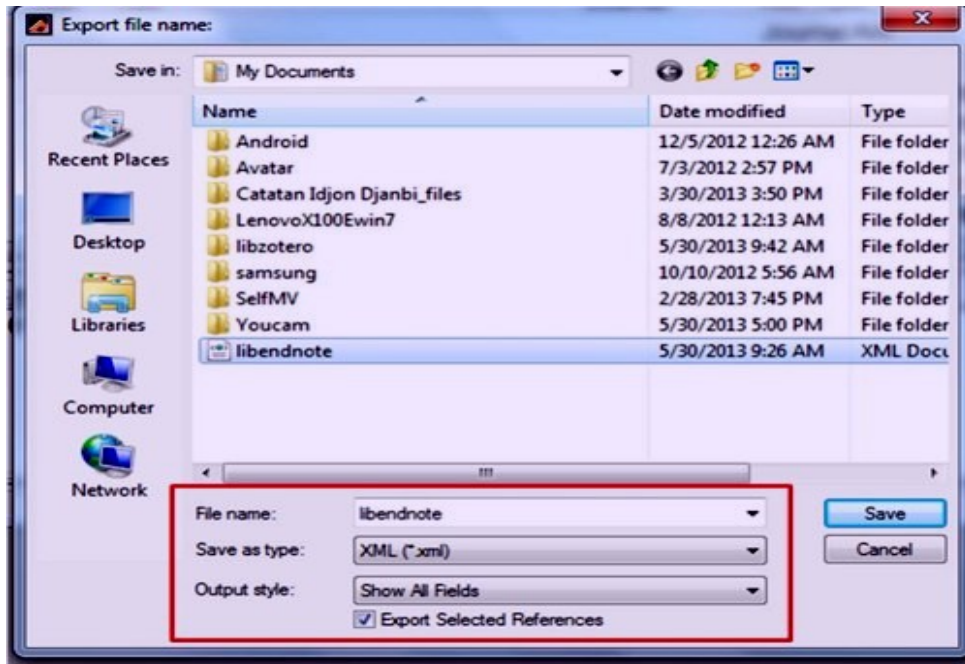 Export file name:
Save in: My Documents
Name Date modified Type
Android 12/5/2012 12:26 AM File folder
Avatar 7/3/2012 2:57 PM File folder
Catatan Idjon Djanbi_files 3/30/2013 3:50 PM File folder
LenovoX100Ewin7 8/8/2012 12:13 AM File folder
libzotero 5/30/2013 9:42 AM File folder
samsung 10/10/2012 5:56 AM File folder
SelfMV 2/28/2013 7:45 PM File folder
Youcam 5/30/2013 5:00 PM File folder
libendnote 5/30/2013 9:26 AM XML Docu
Recent Places
Desktop
Libraries
Computer
Network
File name: libendnote
Save as type: XML (*.xml)
Output style: Show All Fields
Export Selected References
Save
Cancel